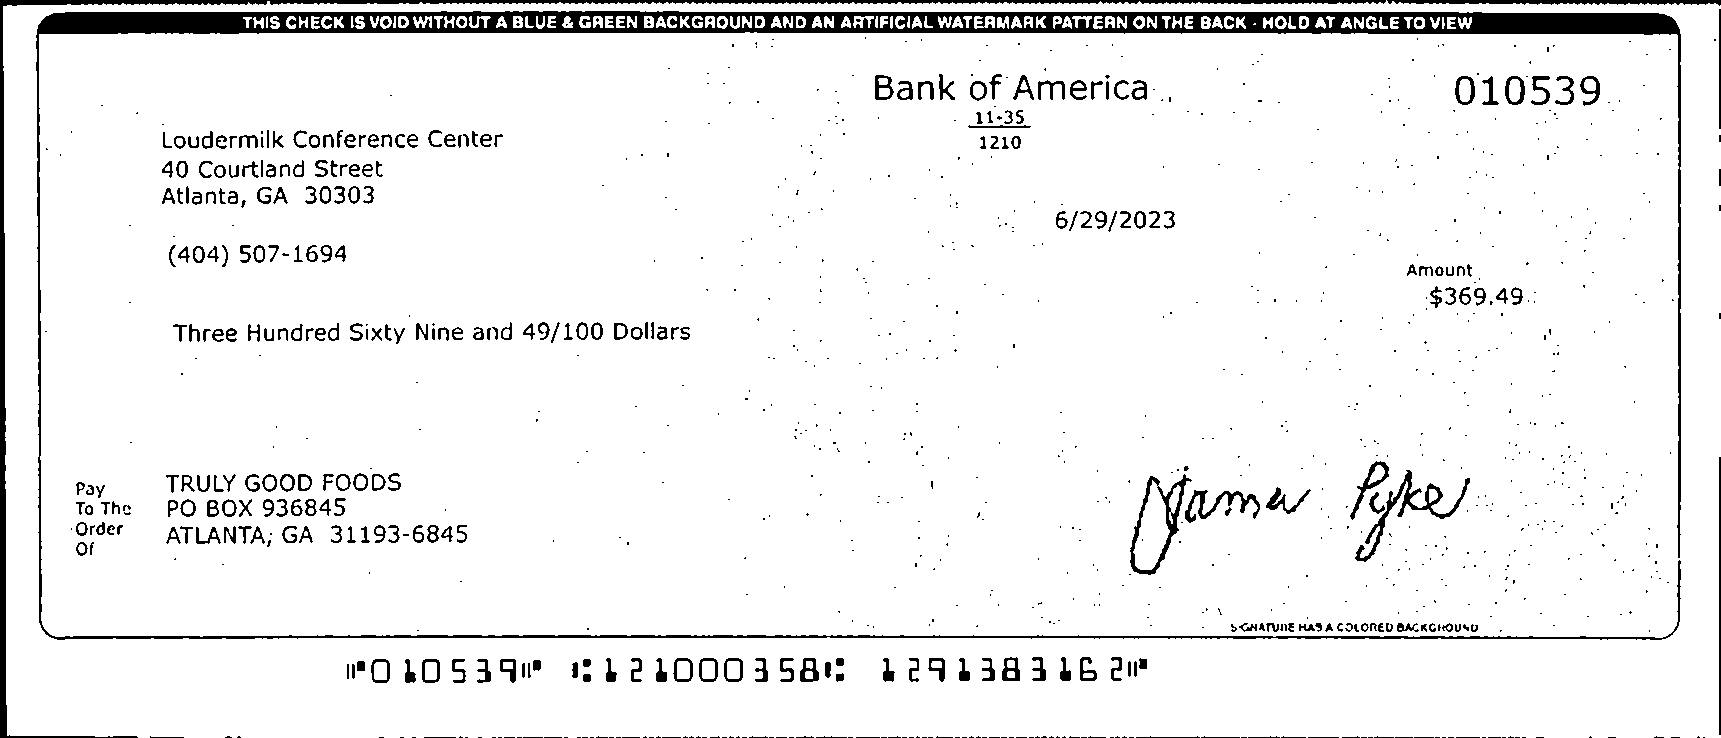 THIS CHECK IS VOID WITHOUT A BLUE & GREEN BACKGROUND AND AN ARTIFICIAL WATERMARK PATTERN ON THE BACK - HOLD AT ANGLE TO VIEW
Bank of America
010539
11-35
1210
Loudermilk Conference Center
40 Courtland Street
Atlanta, GA 30303
6/29/2023
(404) 507-1694
Amount
$369.49
Three Hundred Sixty Nine and 49/100 Dollars
Pay
To The
Order
Of
TRULY GOOD FOODS
PO BOX 936845
ATLANTA, GA 31193-6845
Pyke
SIGNATURE HAS A COLORED BACKGROUND
⑈010539⑈ ⑆121000358⑆ 1291383162⑈